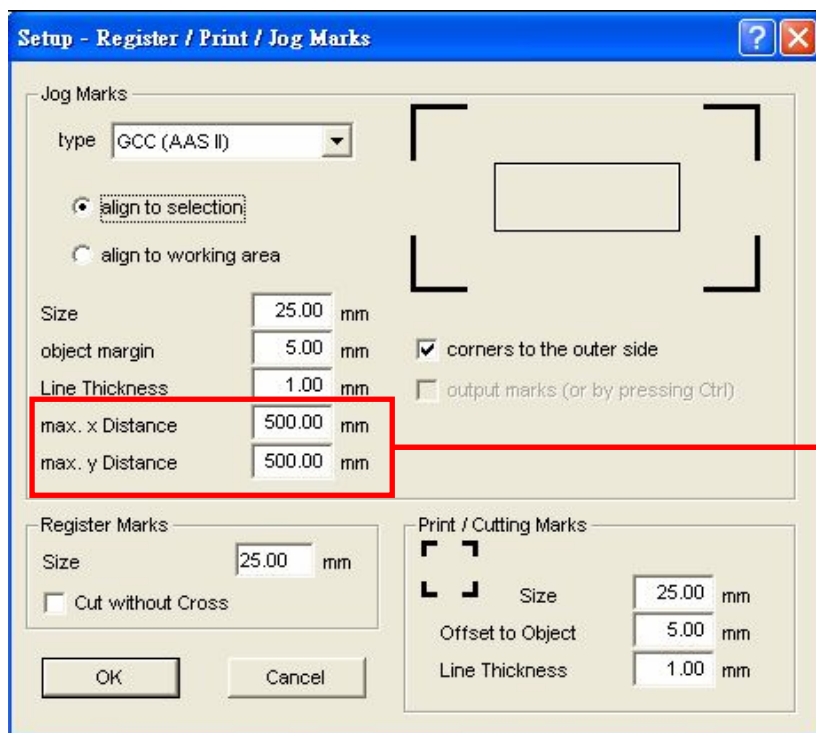 Setup - Register / Print / Jog Marks
Jog Marks
type GCC (AAS II)
align to selection
align to working area
Size 25.00 mm
object margin 5.00 mm
Line Thickness 1.00 mm
max. x Distance 500.00 mm
max. y Distance 500.00 mm
corners to the outer side
output marks (or by pressing Ctrl)
Register Marks
Size 25.00 mm
Cut without Cross
Print / Cutting Marks
Size 25.00 mm
Offset to Object 5.00 mm
Line Thickness 1.00 mm
OK
Cancel